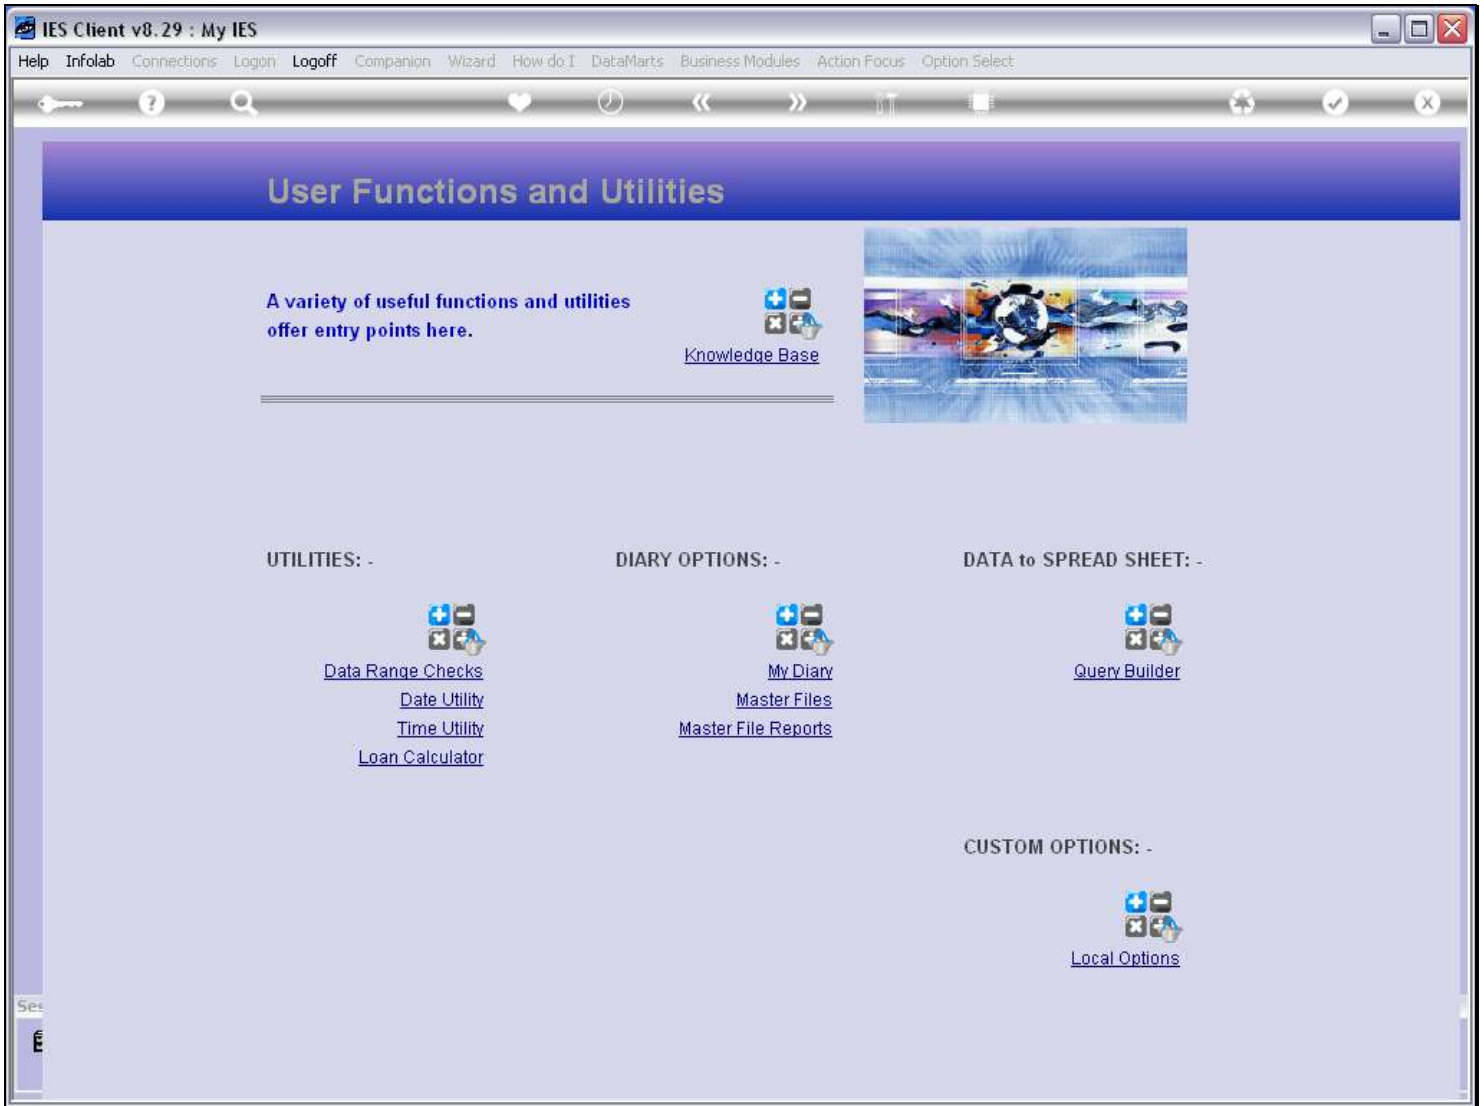 IES Client v8.29 : My IES
Help Infolab Connections Logon Logoff Companion Wizard How do I DataMarts Business Modules Action Focus Option Select
User Functions and Utilities
A variety of useful functions and utilities
offer entry points here.
Knowledge Base
UTILITIES: -
Data Range Checks
Date Utility
Time Utility
Loan Calculator
DIARY OPTIONS: -
My Diary
Master Files
Master File Reports
DATA to SPREAD SHEET: -
Query Builder
CUSTOM OPTIONS: -
Local Options